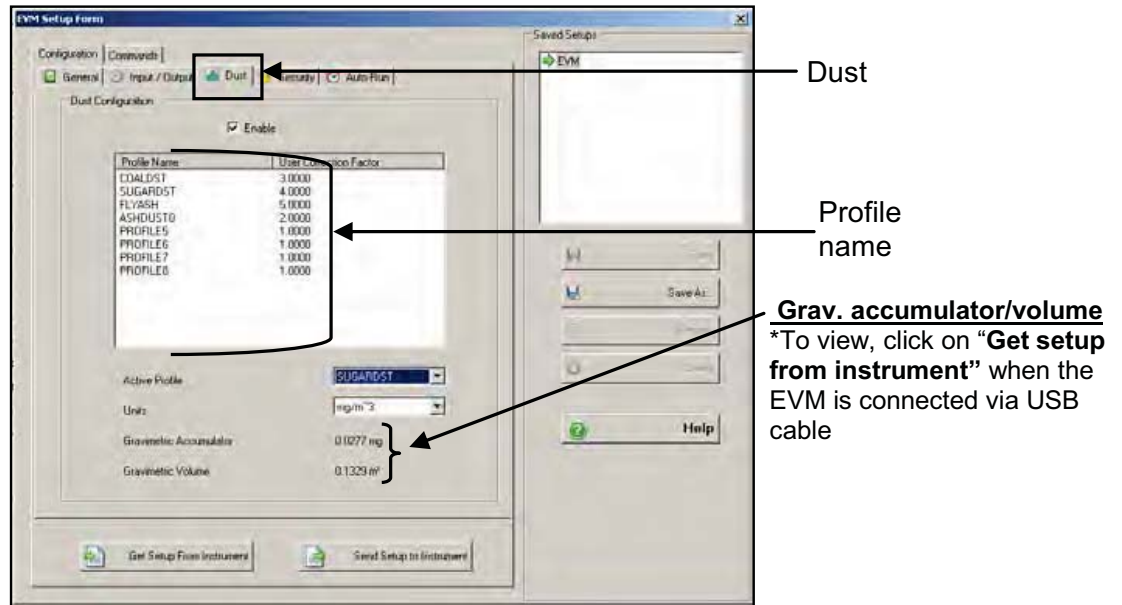 EVM Setup Form
Configuration
Commands
General
Input / Output
Dust
Security
Auto-Run
Dust Configuration
Enable
Profile Name User Correction Factor
COALDST 3.0000
SUGARDST 4.0000
FLYASH 5.0000
ASHDUST0 2.0000
PROFILE5 1.0000
PROFILE6 1.0000
PROFILE7 1.0000
PROFILE8 1.0000
Active Profile SUGARDST
Units mg/m^3
Gravimetric Accumulator 0.0277 mg
Gravimetric Volume 0.1329 m³
Get Setup From Instrument
Send Setup to Instrument
Saved Setups
EVM
Save As...
Help
Dust
Profile
name
Grav. accumulator/volume
*To view, click on “Get setup
from instrument” when the
EVM is connected via USB
cable